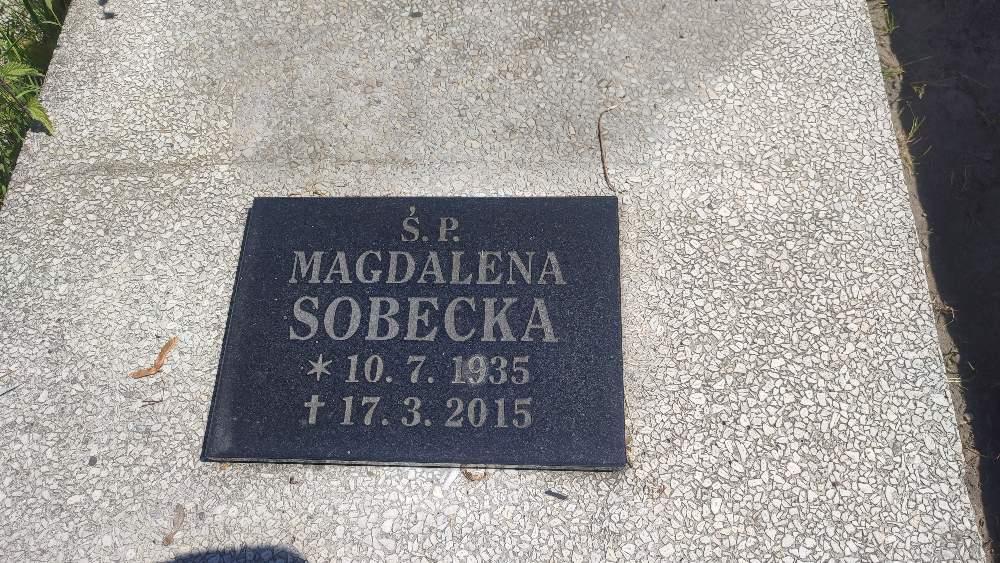 Ś. P.
MAGDALENA
SOBECKA
* 10. 7. 1935
† 17. 3. 2015